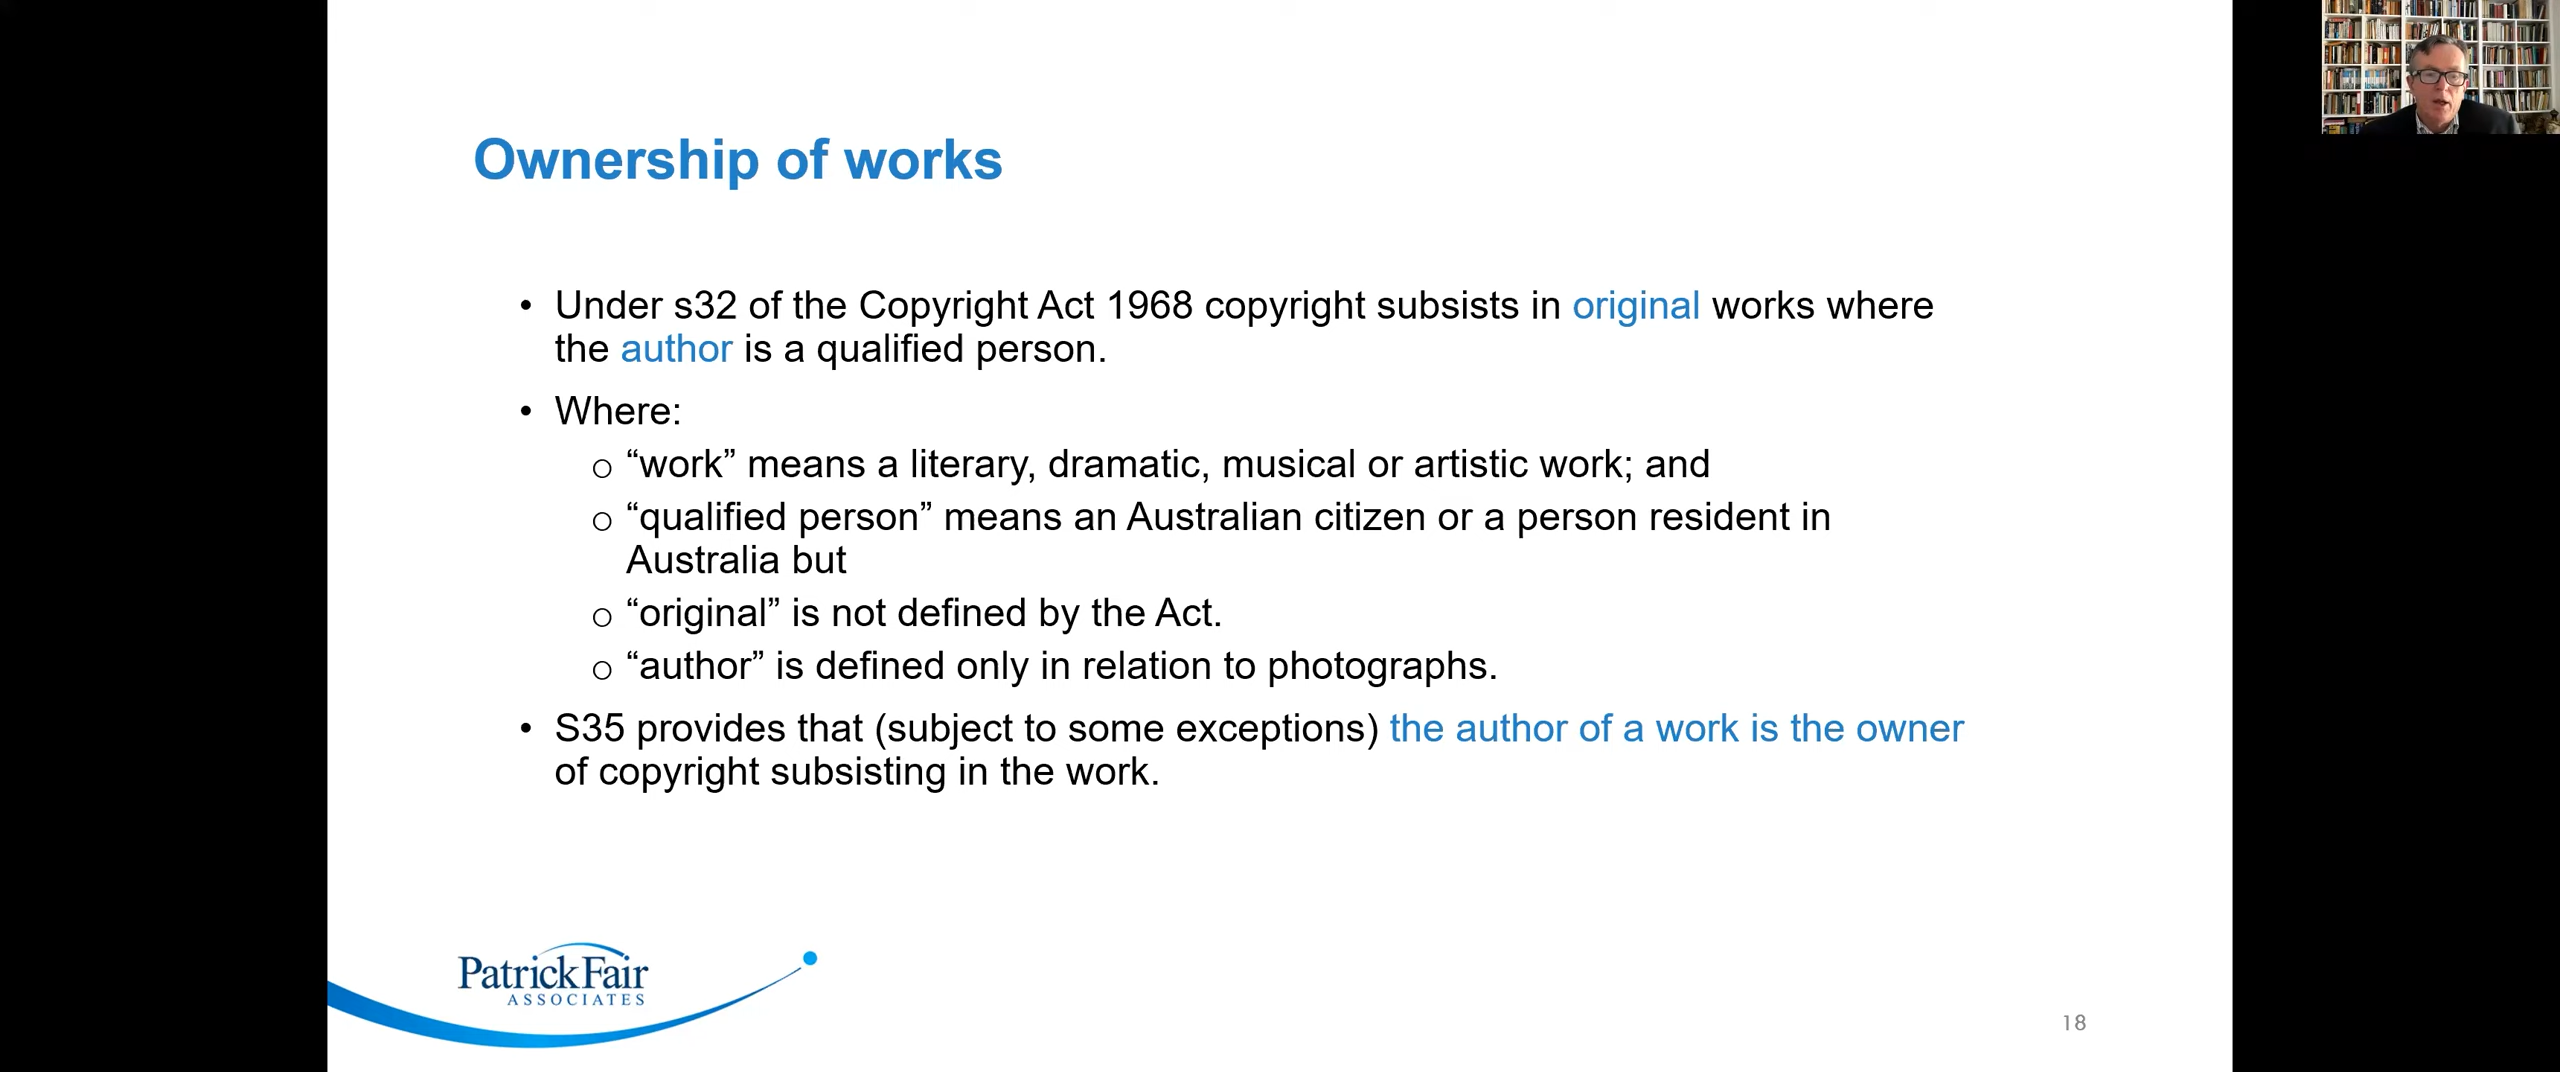 Ownership of works
• Under s32 of the Copyright Act 1968 copyright subsists in original works where
the author is a qualified person.
• Where:
o “work” means a literary, dramatic, musical or artistic work; and
o “qualified person” means an Australian citizen or a person resident in
Australia but
o “original” is not defined by the Act.
o “author” is defined only in relation to photographs.
• S35 provides that (subject to some exceptions) the author of a work is the owner
of copyright subsisting in the work.
PatrickFair
ASSOCIATES
18